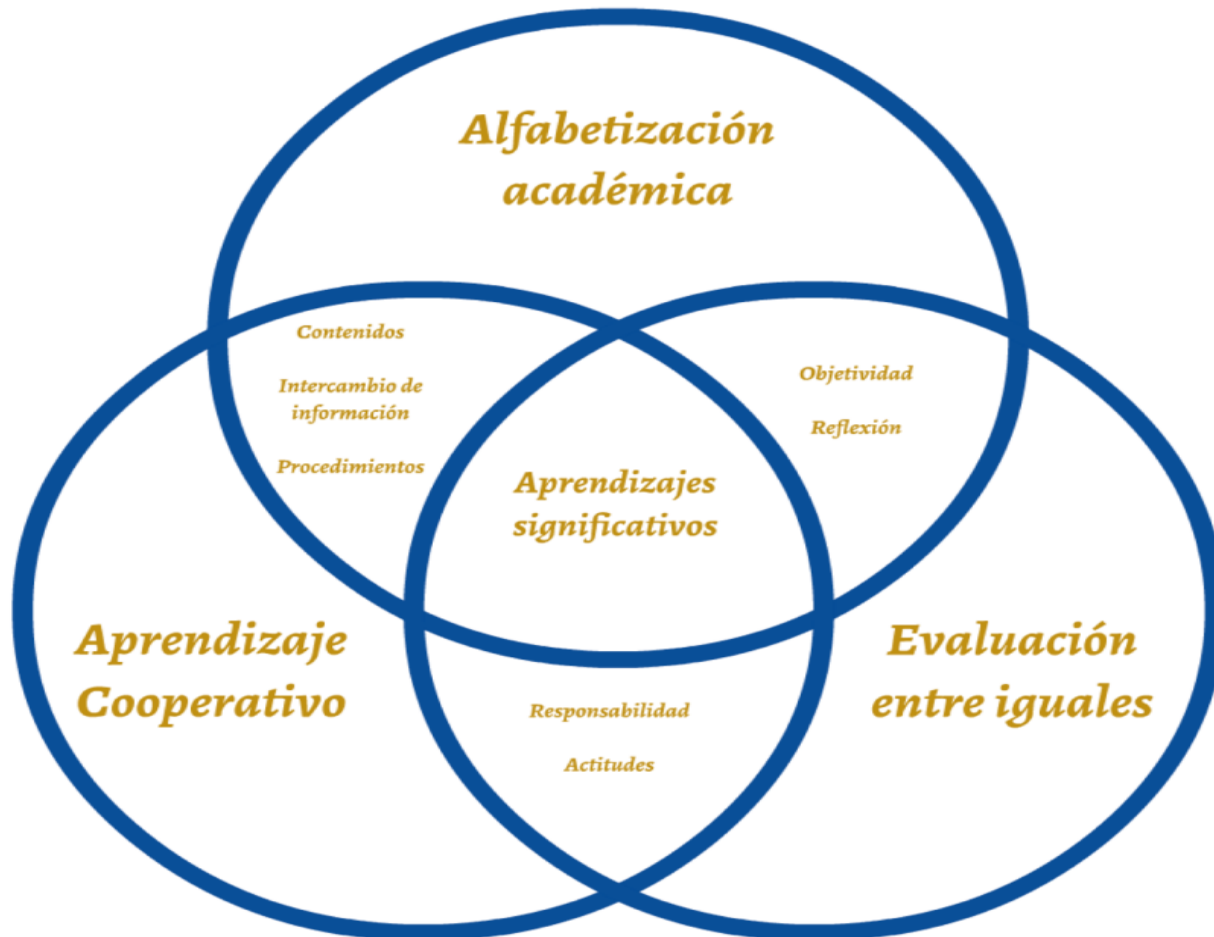 Alfabetización
académica
Contenidos
Intercambio de
información
Procedimientos
Objetividad
Reflexión
Aprendizajes
significativos
Aprendizaje
Cooperativo
Evaluación
entre iguales
Responsabilidad
Actitudes